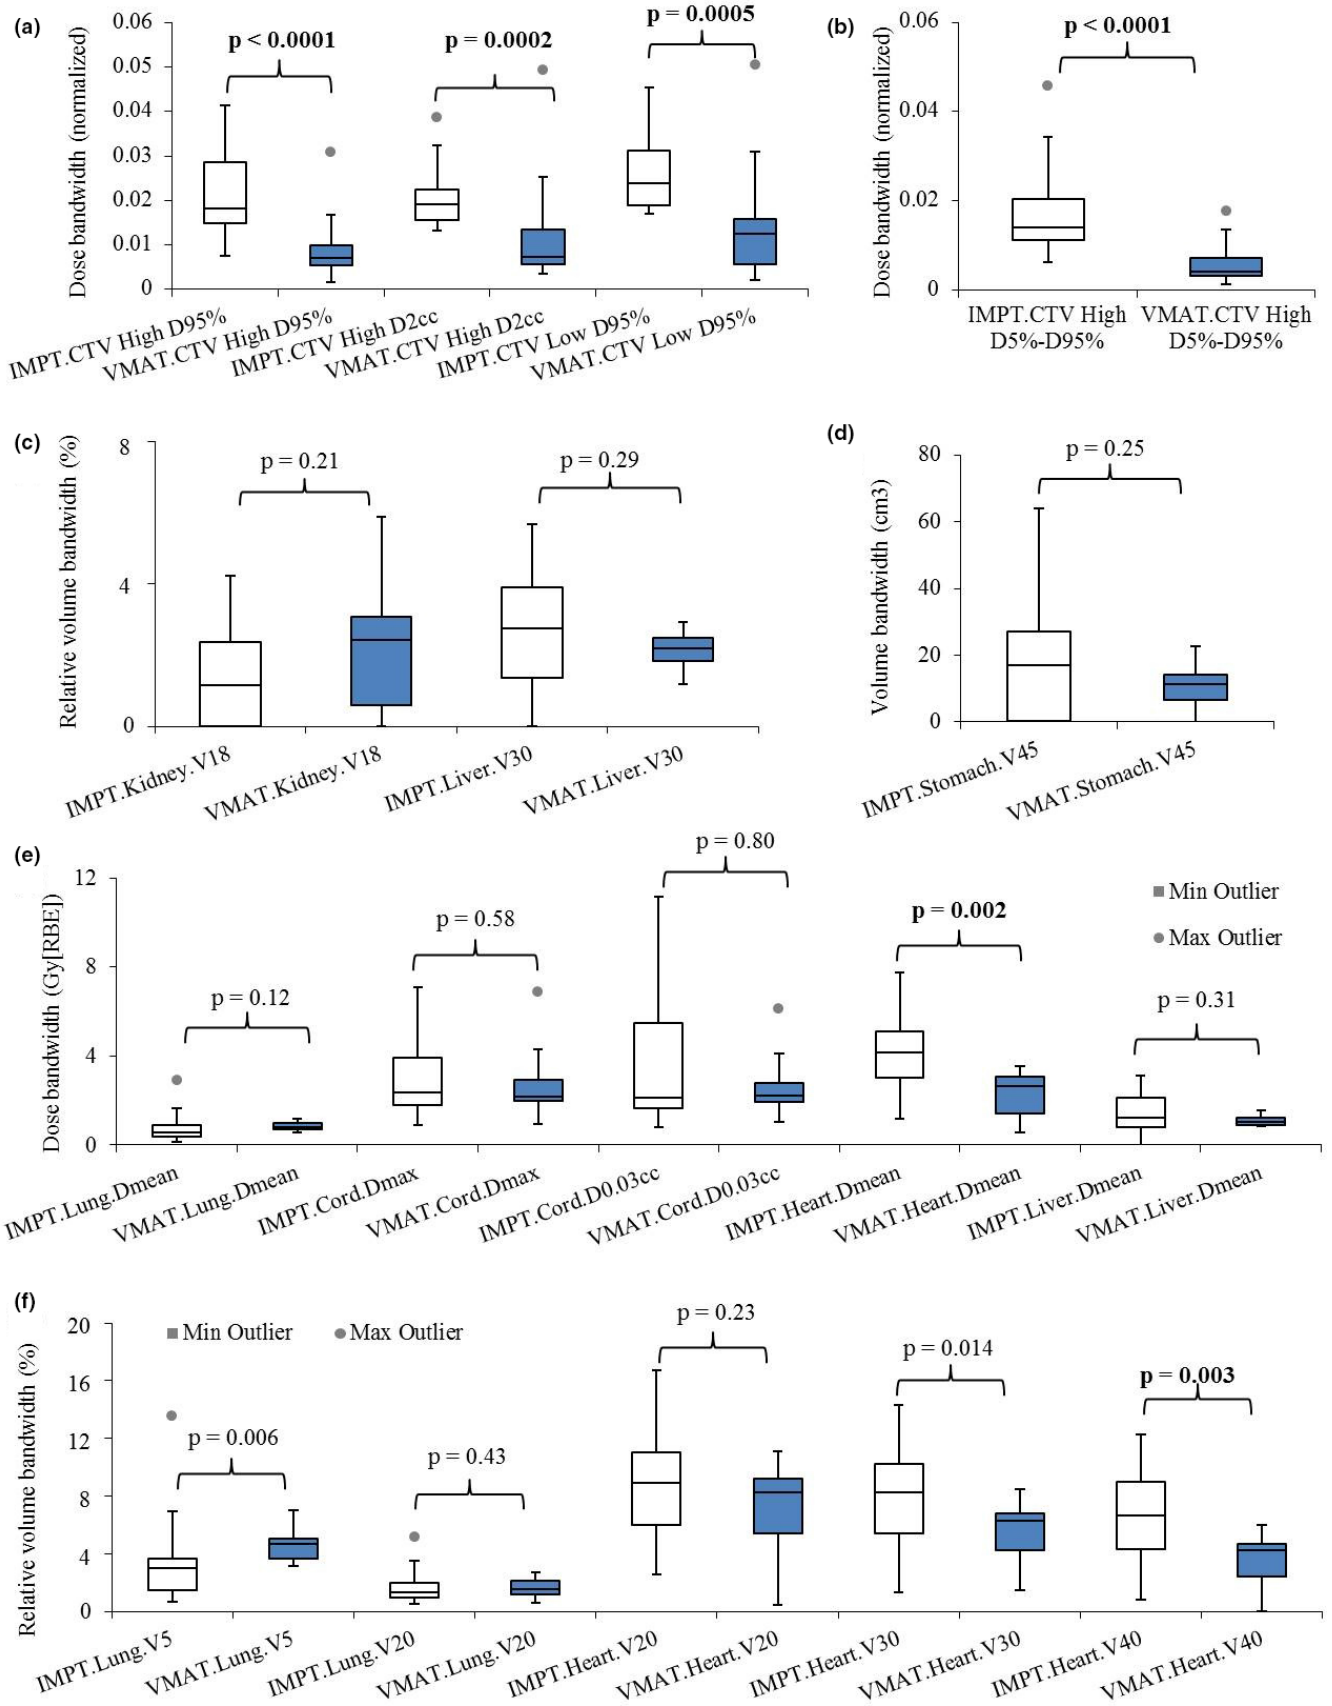 (a)
Dose bandwidth (normalized)
0.06
0.05
0.04
0.03
0.02
0.01
0
p < 0.0001
p = 0.0002
p = 0.0005
IMPT.CTV High D95%
VMAT.CTV High D95%
IMPT.CTV High D2cc
VMAT.CTV High D2cc
IMPT.CTV Low D95%
VMAT.CTV Low D95%
(b)
Dose bandwidth (normalized)
0.06
0.04
0.02
0
p < 0.0001
IMPT.CTV High
D5%-D95%
VMAT.CTV High
D5%-D95%
(c)
Relative volume bandwidth (%)
8
4
0
p = 0.21
p = 0.29
IMPT.Kidney.V18
VMAT.Kidney.V18
IMPT.Liver.V30
VMAT.Liver.V30
(d)
Volume bandwidth (cm3)
80
60
40
20
0
p = 0.25
IMPT.Stomach.V45
VMAT.Stomach.V45
(e)
Dose bandwidth (Gy[RBE])
12
8
4
0
p = 0.12
p = 0.58
p = 0.80
p = 0.002
p = 0.31
Min Outlier
Max Outlier
IMPT.Lung.Dmean
VMAT.Lung.Dmean
IMPT.Cord.Dmax
VMAT.Cord.Dmax
IMPT.Cord.D0.03cc
VMAT.Cord.D0.03cc
IMPT.Heart.Dmean
VMAT.Heart.Dmean
IMPT.Liver.Dmean
VMAT.Liver.Dmean
(f)
Relative volume bandwidth (%)
20
16
12
8
4
0
Min Outlier
Max Outlier
p = 0.006
p = 0.43
p = 0.23
p = 0.014
p = 0.003
IMPT.Lung.V5
VMAT.Lung.V5
IMPT.Lung.V20
VMAT.Lung.V20
IMPT.Heart.V20
VMAT.Heart.V20
IMPT.Heart.V30
VMAT.Heart.V30
IMPT.Heart.V40
VMAT.Heart.V40